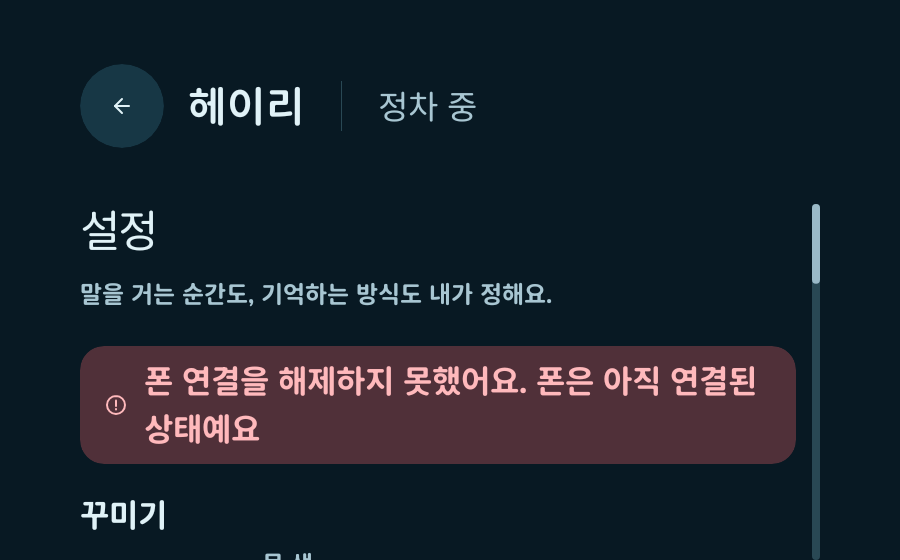 헤이리
정차 중
설정
말을 거는 순간도, 기억하는 방식도 내가 정해요.
폰 연결을 해제하지 못했어요. 폰은 아직 연결된
상태예요
꾸미기